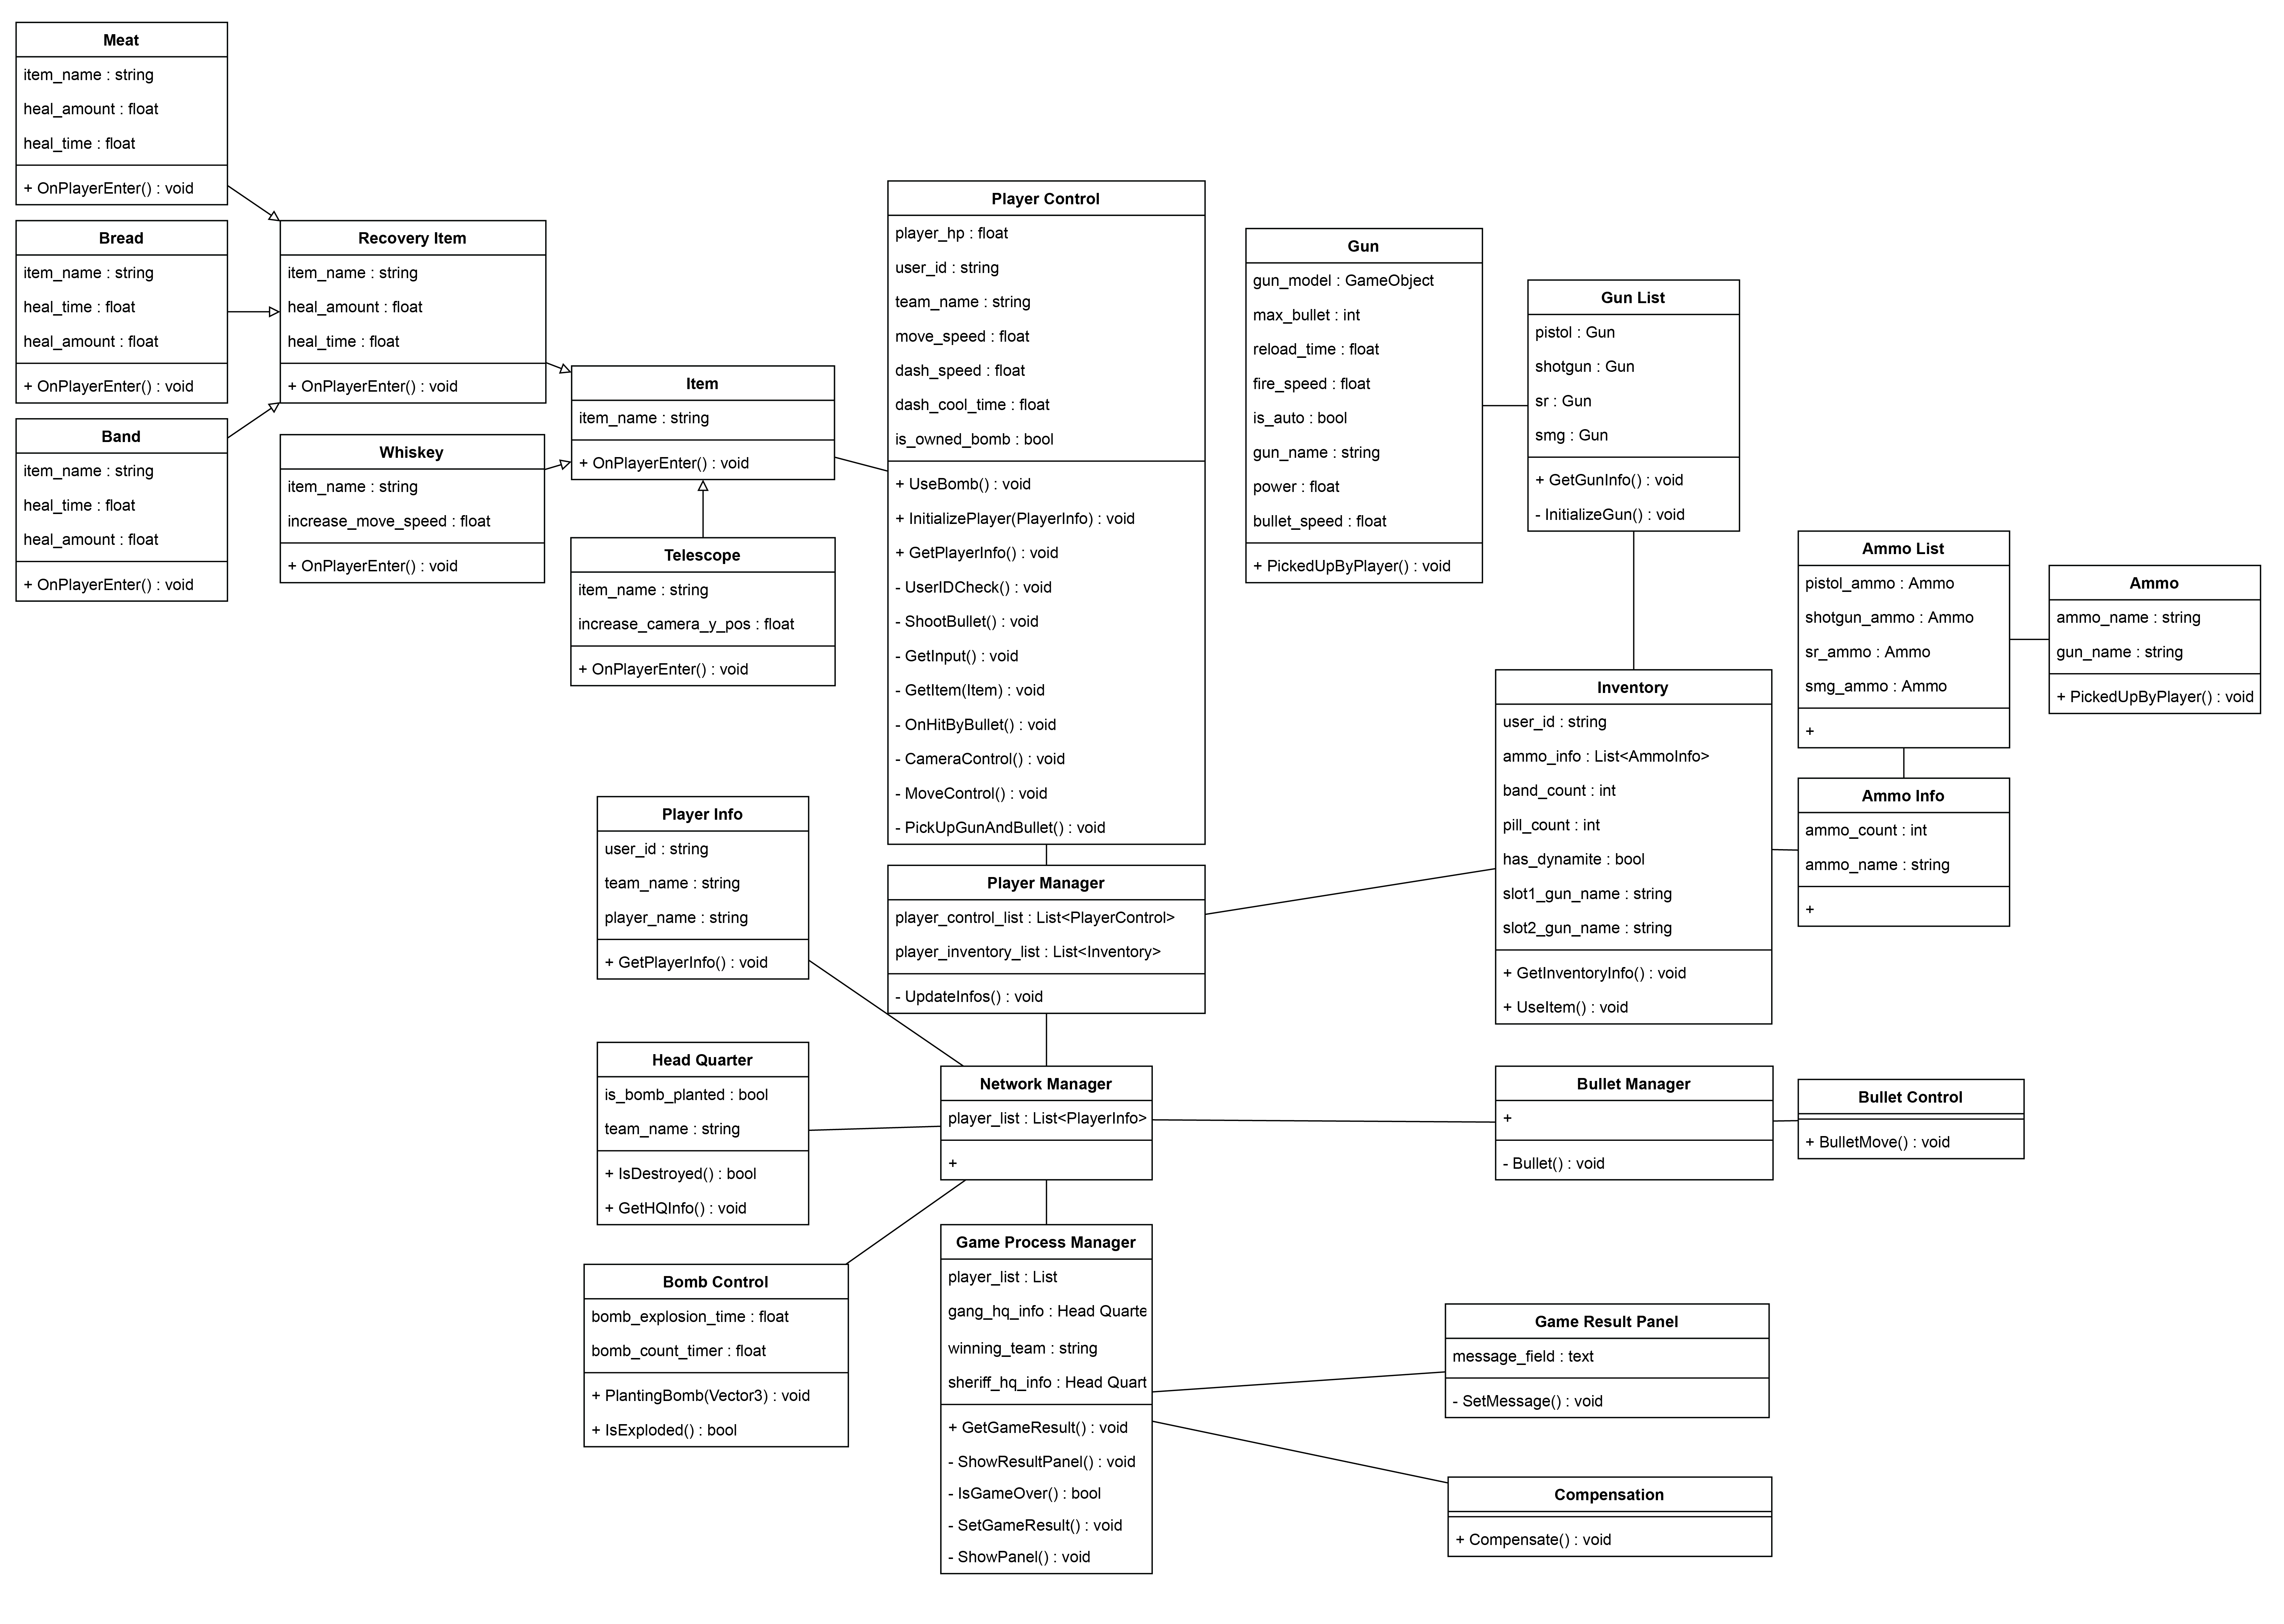 Meat
item_name : string
heal_amount : float
heal_time : float
+ OnPlayerEnter() : void
Bread
item_name : string
heal_time : float
heal_amount : float
+ OnPlayerEnter() : void
Band
item_name : string
heal_time : float
heal_amount : float
+ OnPlayerEnter() : void
Recovery Item
item_name : string
heal_amount : float
heal_time : float
+ OnPlayerEnter() : void
Whiskey
item_name : string
increase_move_speed : float
+ OnPlayerEnter() : void
Item
item_name : string
+ OnPlayerEnter() : void
Telescope
item_name : string
increase_camera_y_pos : float
+ OnPlayerEnter() : void
Player Control
player_hp : float
user_id : string
team_name : string
move_speed : float
dash_speed : float
dash_cool_time : float
is_owned_bomb : bool
+ UseBomb() : void
+ InitializePlayer(PlayerInfo) : void
+ GetPlayerInfo() : void
- UserIDCheck() : void
- ShootBullet() : void
- GetInput() : void
- GetItem(Item) : void
- OnHitByBullet() : void
- CameraControl() : void
- MoveControl() : void
- PickUpGunAndBullet() : void
Gun
gun_model : GameObject
max_bullet : int
reload_time : float
fire_speed : float
is_auto : bool
gun_name : string
power : float
bullet_speed : float
+ PickedUpByPlayer() : void
Gun List
pistol : Gun
shotgun : Gun
sr : Gun
smg : Gun
+ GetGunInfo() : void
- InitializeGun() : void
Ammo List
pistol_ammo : Ammo
shotgun_ammo : Ammo
sr_ammo : Ammo
smg_ammo : Ammo
+
Ammo
ammo_name : string
gun_name : string
+ PickedUpByPlayer() : void
Inventory
user_id : string
ammo_info : List<AmmoInfo>
band_count : int
pill_count : int
has_dynamite : bool
slot1_gun_name : string
slot2_gun_name : string
+ GetInventoryInfo() : void
+ UseItem() : void
Ammo Info
ammo_count : int
ammo_name : string
+
Player Info
user_id : string
team_name : string
player_name : string
+ GetPlayerInfo() : void
Player Manager
player_control_list : List<PlayerControl>
player_inventory_list : List<Inventory>
- UpdateInfos() : void
Head Quarter
is_bomb_planted : bool
team_name : string
+ IsDestroyed() : bool
+ GetHQInfo() : void
Network Manager
player_list : List<PlayerInfo>
+
Bullet Manager
+
- Bullet() : void
Bullet Control
+ BulletMove() : void
Bomb Control
bomb_explosion_time : float
bomb_count_timer : float
+ PlantingBomb(Vector3) : void
+ IsExploded() : bool
Game Process Manager
player_list : List
gang_hq_info : Head Quarte
winning_team : string
sheriff_hq_info : Head Quart
+ GetGameResult() : void
- ShowResultPanel() : void
- IsGameOver() : bool
- SetGameResult() : void
- ShowPanel() : void
Game Result Panel
message_field : text
- SetMessage() : void
Compensation
+ Compensate() : void